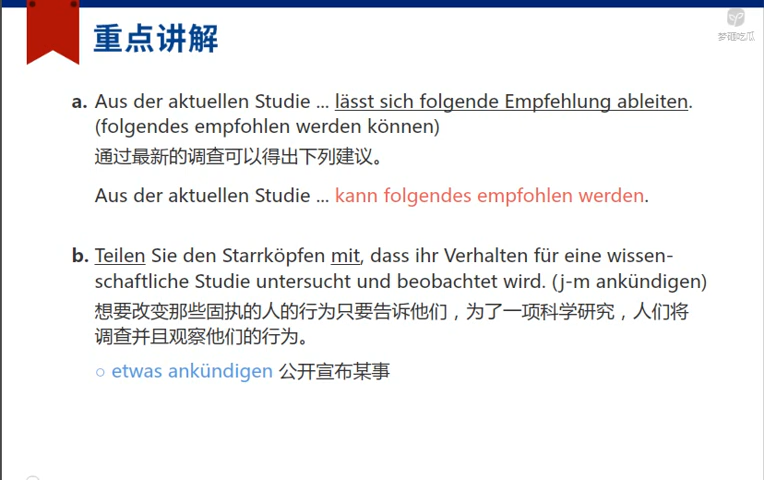 重点讲解
梦砸吃瓜
a. Aus der aktuellen Studie ... lässt sich folgende Empfehlung ableiten.
(folgendes empfohlen werden können)
通过最新的调查可以得出下列建议。
Aus der aktuellen Studie ... kann folgendes empfohlen werden.
b. Teilen Sie den Starrköpfen mit, dass ihr Verhalten für eine wissen-
schaftliche Studie untersucht und beobachtet wird. (j-m ankündigen)
想要改变那些固执的人的行为只要告诉他们，为了一项科学研究，人们将
调查并且观察他们的行为。
○ etwas ankündigen 公开宣布某事